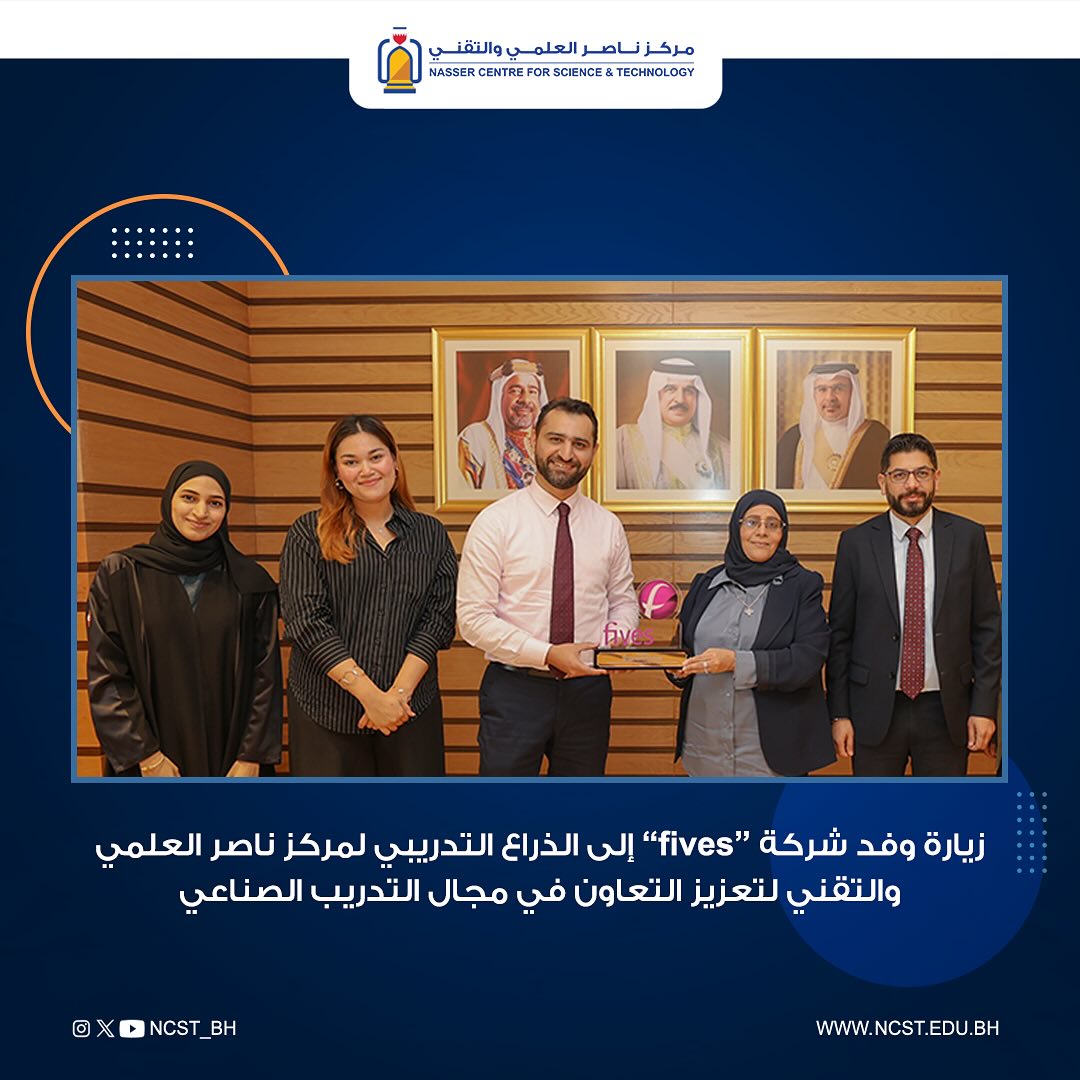 مركز ناصر العلمي والتقني
NASSER CENTRE FOR SCIENCE & TECHNOLOGY
fives
زيارة وفد شركة ”fives“ إلى الذراع التدريبي لمركز ناصر العلمي
والتقني لتعزيز التعاون في مجال التدريب الصناعي
NCST_BH
WWW.NCST.EDU.BH